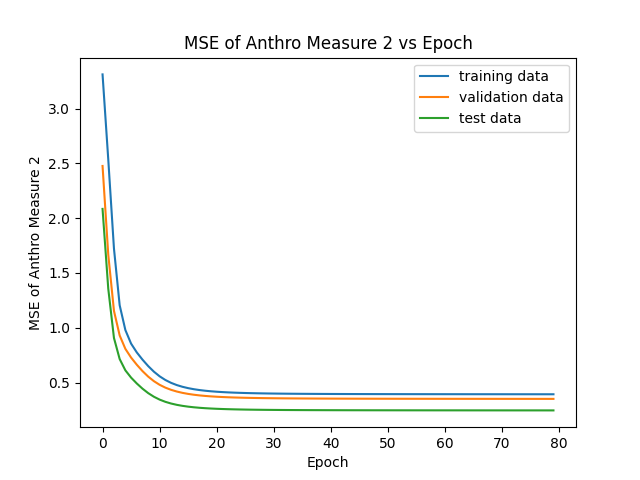 MSE of Anthro Measure 2 vs Epoch
training data
validation data
test data
MSE of Anthro Measure 2
3.0
2.5
2.0
1.5
1.0
0.5
0 10 20 30 40 50 60 70 80
Epoch